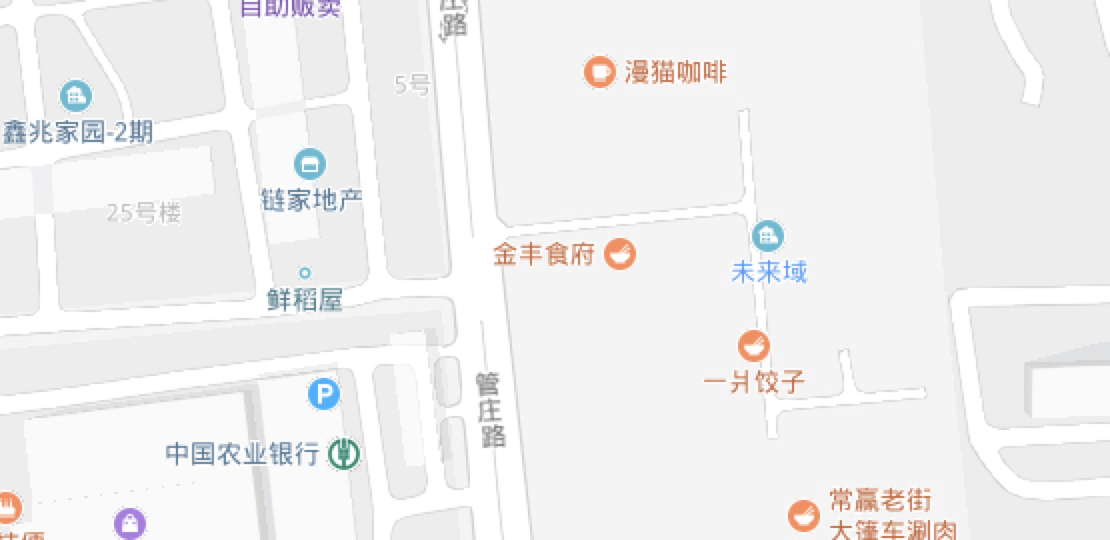 自助贩卖
庄路
漫猫咖啡
5号
鑫兆家园-2期
链家地产
25号楼
金丰食府
未来域
鲜稻屋
一爿饺子
管庄路
中国农业银行
P
常赢老街
大篷车涮肉